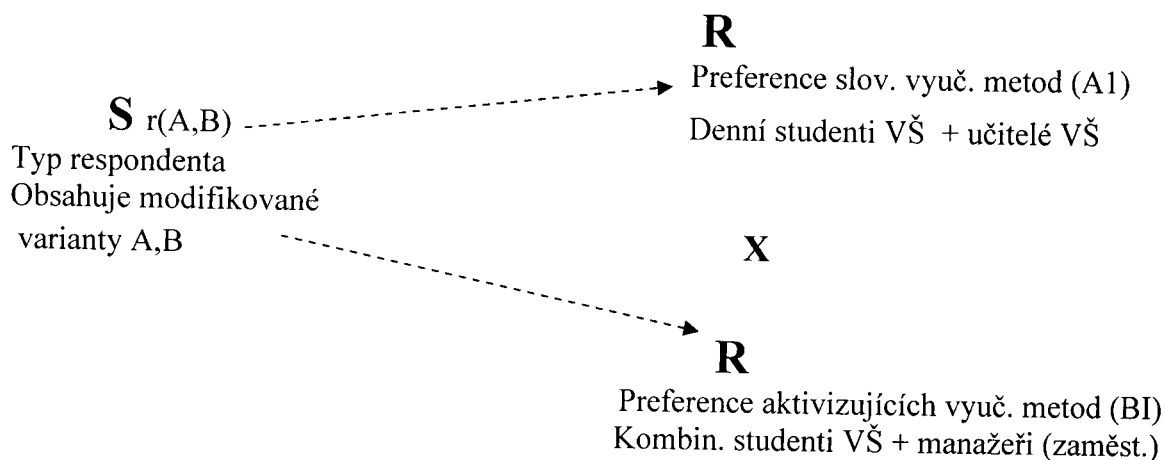 S r(A,B)
Typ respondenta
Obsahuje modifikované
varianty A,B
R
Preference slov. vyuč. metod (A1)
Denní studenti VŠ + učitelé VŠ
X
R
Preference aktivizujících vyuč. metod (BI)
Kombin. studenti VŠ + manažeři (zaměst.)